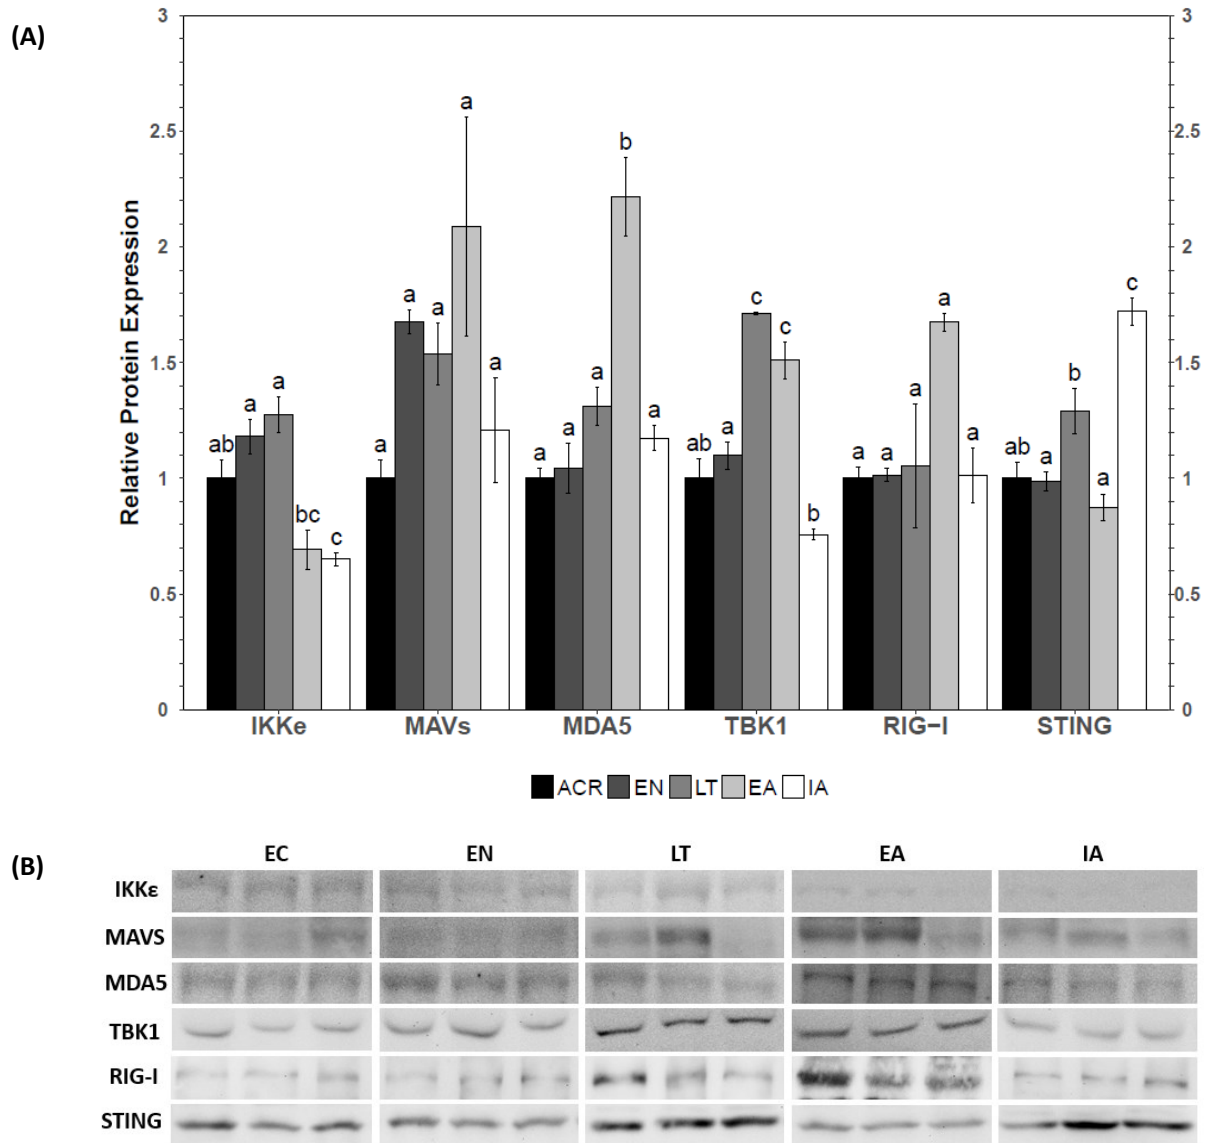 (A)
Relative Protein Expression
3 3
2.5 2.5
2 2
1.5 1.5
1 1
0.5 0.5
0 0
ab a a bc c
a a a a a
a a a b a
ab a c c b
a a a a a
ab a b a c
IKKe MAVs MDA5 TBK1 RIG−I STING
ACR EN LT EA IA
(B)
EC EN LT EA IA
IKKε
MAVS
MDA5
TBK1
RIG-I
STING